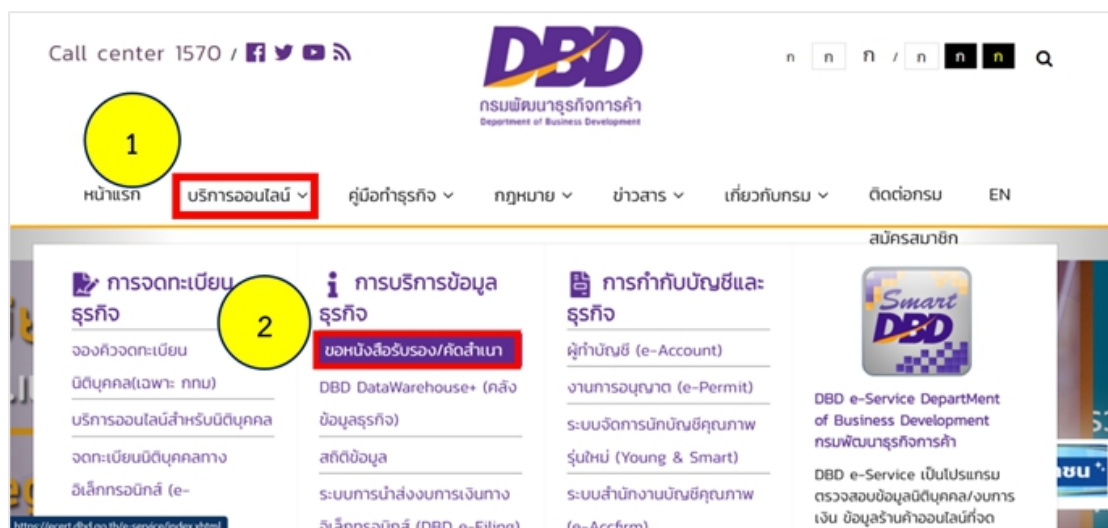 Call center 1570 /
DBD
กรมพัฒนาธุรกิจการค้า
Department of Business Development
ก ก ก / ก ก ก
1
หน้าแรก บริการออนไลน์ คู่มือทำธุรกิจ กฎหมาย ข่าวสาร เกี่ยวกับกรม ติดต่อกรม EN
สมัครสมาชิก
การจดทะเบียน
ธุรกิจ
2
จองคิวจดทะเบียน
นิติบุคคล(เฉพาะ กทม)
บริการออนไลน์สำหรับนิติบุคคล
จดทะเบียนนิติบุคคลทาง
อิเล็กทรอนิกส์ (e-
https://ecert.dbd.go.th/e-service/index.xhtml
การบริการข้อมูล
ธุรกิจ
ขอหนังสือรับรอง/คัดสำเนา
DBD DataWarehouse+ (คลัง
ข้อมูลธุรกิจ)
สถิติข้อมูล
ระบบการนำส่งงบการเงินทาง
อิเล็กทรอนิกส์ (DBD e-Filing)
การกำกับบัญชีและ
ธุรกิจ
ผู้ทำบัญชี (e-Account)
งานการอนุญาต (e-Permit)
ระบบจัดการนักบัญชีคุณภาพ
รุ่นใหม่ (Young & Smart)
ระบบสำนักงานบัญชีคุณภาพ
(e-Accfirm)
Smart
DBD
DBD e-Service DepartMent
of Business Development
กรมพัฒนาธุรกิจการค้า
DBD e-Service เป็นโปรแกรม
ตรวจสอบข้อมูลนิติบุคคล/งบการ
เงิน ข้อมูลร้านค้าออนไลน์ที่จด